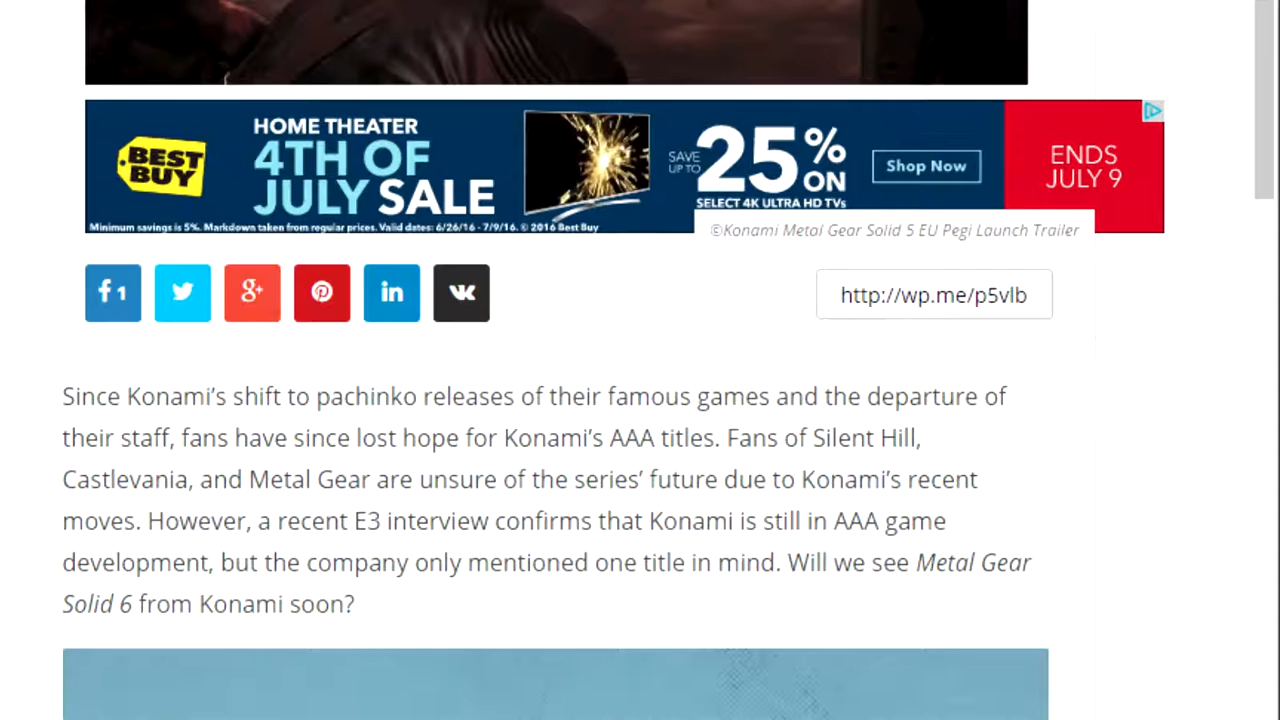 BEST BUY
HOME THEATER
4TH OF
JULY SALE
SAVE UP TO 25% ON
SELECT 4K ULTRA HD TVs
Shop Now
ENDS
JULY 9
Minimum savings is 5%. Markdown taken from regular prices. Valid dates: 6/26/16 - 7/9/16. © 2016 Best Buy
©Konami Metal Gear Solid 5 EU Pegi Launch Trailer
f 1
g+
in
http://wp.me/p5vlb
Since Konami’s shift to pachinko releases of their famous games and the departure of
their staff, fans have since lost hope for Konami’s AAA titles. Fans of Silent Hill,
Castlevania, and Metal Gear are unsure of the series’ future due to Konami’s recent
moves. However, a recent E3 interview confirms that Konami is still in AAA game
development, but the company only mentioned one title in mind. Will we see Metal Gear
Solid 6 from Konami soon?